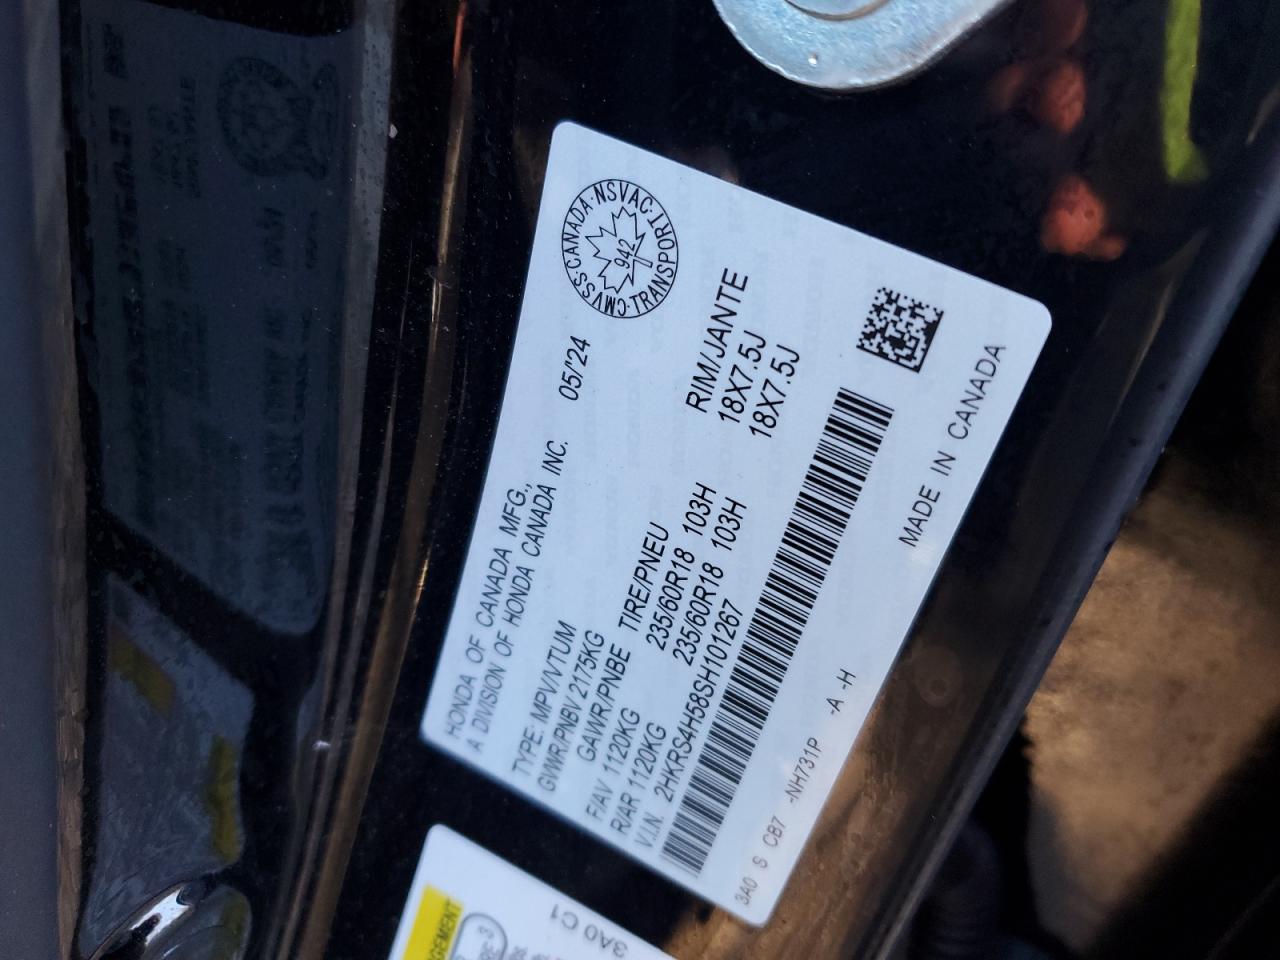 HONDA OF CANADA MFG.,
A DIVISION OF HONDA CANADA INC. 05/'24
CMVSS·CANADA·NSVAC·TRANSPORT·
942
TYPE: MPV/VTUM
GVWR/PNBV 2175KG
GAWR/PNBE TIRE/PNEU RIM/JANTE
F/AV 1120KG 235/60R18 103H 18X7.5J
R/AR 1120KG 235/60R18 103H 18X7.5J
V.I.N. 2HKRS4H58SH101267
3A0 S CB7 -NH731P -A -H
MADE IN CANADA
3A0 C1